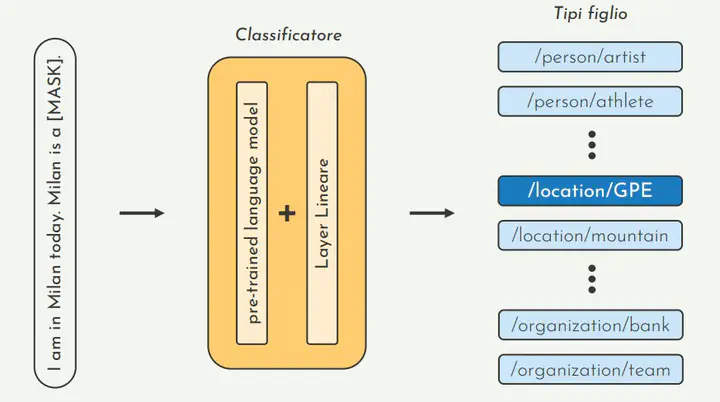 I am in Milan today. Milan is a [MASK].
Classificatore
pre-trained language model
+
Layer Lineare
Tipi figlio
/person/artist
/person/athlete
/location/GPE
/location/mountain
/organization/bank
/organization/team